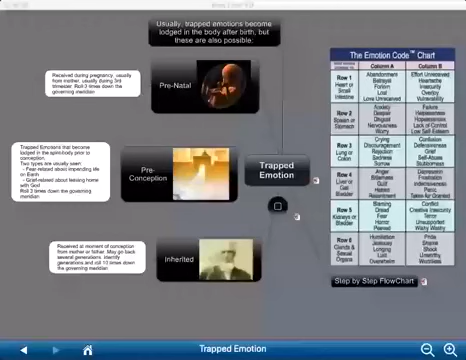 Usually, trapped emotions become
lodged in the body after birth, but
these are also possible:
Received during pregnancy, usually
from mother, usually during 3rd
trimester. Roll 3 times down the
governing meridian
Pre-Natal
Trapped Emotions that become
lodged in the spirit body prior to
conception.
Two types are usually seen:
- Fear-related about impending life
on Earth
- Grief-related about leaving home
with God
Roll 3 times down the
governing meridian
Pre-
Conception
Trapped
Emotion
Received at moment of conception
from mother or father. May go back
several generations. Identify
generations and roll 10 times down
the governing meridian
Inherited
The Emotion Code™ Chart
Column A
Column B
Row 1
Heart or
Small
Intestine
Abandonment
Betrayal
Forlorn
Lost
Love Unreceived
Effort Unreceived
Heartache
Insecurity
Overjoy
Vulnerability
Row 2
Spleen or
Stomach
Anxiety
Despair
Disgust
Nervousness
Worry
Failure
Helplessness
Hopelessness
Lack of Control
Low Self-Esteem
Row 3
Lung or
Colon
Crying
Discouragement
Rejection
Sadness
Sorrow
Confusion
Defensiveness
Grief
Self-Abuse
Stubbornness
Row 4
Liver or
Gall
Bladder
Anger
Bitterness
Guilt
Hatred
Resentment
Depression
Frustration
Indecisiveness
Panic
Taken for Granted
Row 5
Kidneys or
Bladder
Blaming
Dread
Fear
Horror
Peeved
Conflict
Creative Insecurity
Terror
Unsupported
Wishy Washy
Row 6
Glands &
Sexual
Organs
Humiliation
Jealousy
Longing
Lust
Overwhelm
Pride
Shame
Shock
Unworthy
Worthless
Step by Step FlowChart
Trapped Emotion